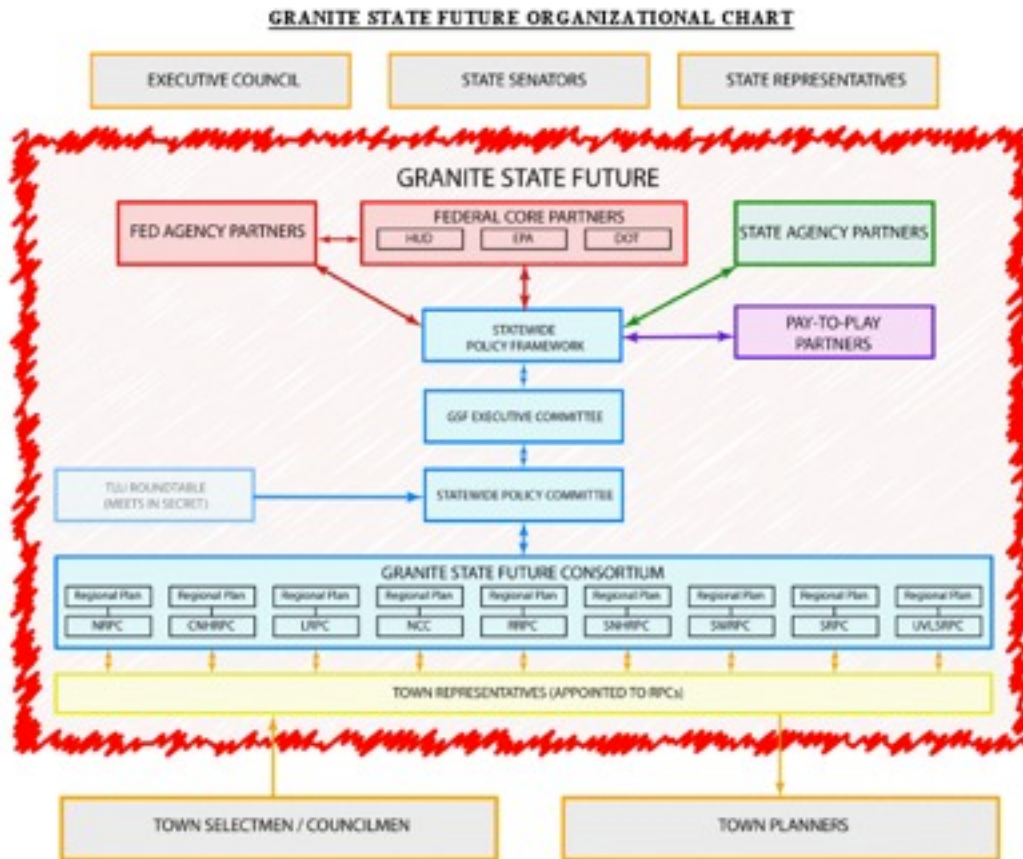 GRANITE STATE FUTURE ORGANIZATIONAL CHART
EXECUTIVE COUNCIL
STATE SENATORS
STATE REPRESENTATIVES
GRANITE STATE FUTURE
FED AGENCY PARTNERS
FEDERAL CORE PARTNERS
HUD
EPA
DOT
STATE AGENCY PARTNERS
STATEWIDE
POLICY FRAMEWORK
PAY-TO-PLAY
PARTNERS
GSF EXECUTIVE COMMITTEE
ROUNDTABLE
(MEETS IN SECRET)
STATEWIDE POLICY COMMITTEE
GRANITE STATE FUTURE CONSORTIUM
Regional Plan
Regional Plan
Regional Plan
Regional Plan
Regional Plan
Regional Plan
Regional Plan
Regional Plan
Regional Plan
NRPC
CNHRPC
LRPC
NCC
RRPC
SNHRPC
SWRPC
SRPC
UVLSRPC
TOWN REPRESENTATIVES (APPOINTED TO RPCs)
TOWN SELECTMEN / COUNCILMEN
TOWN PLANNERS